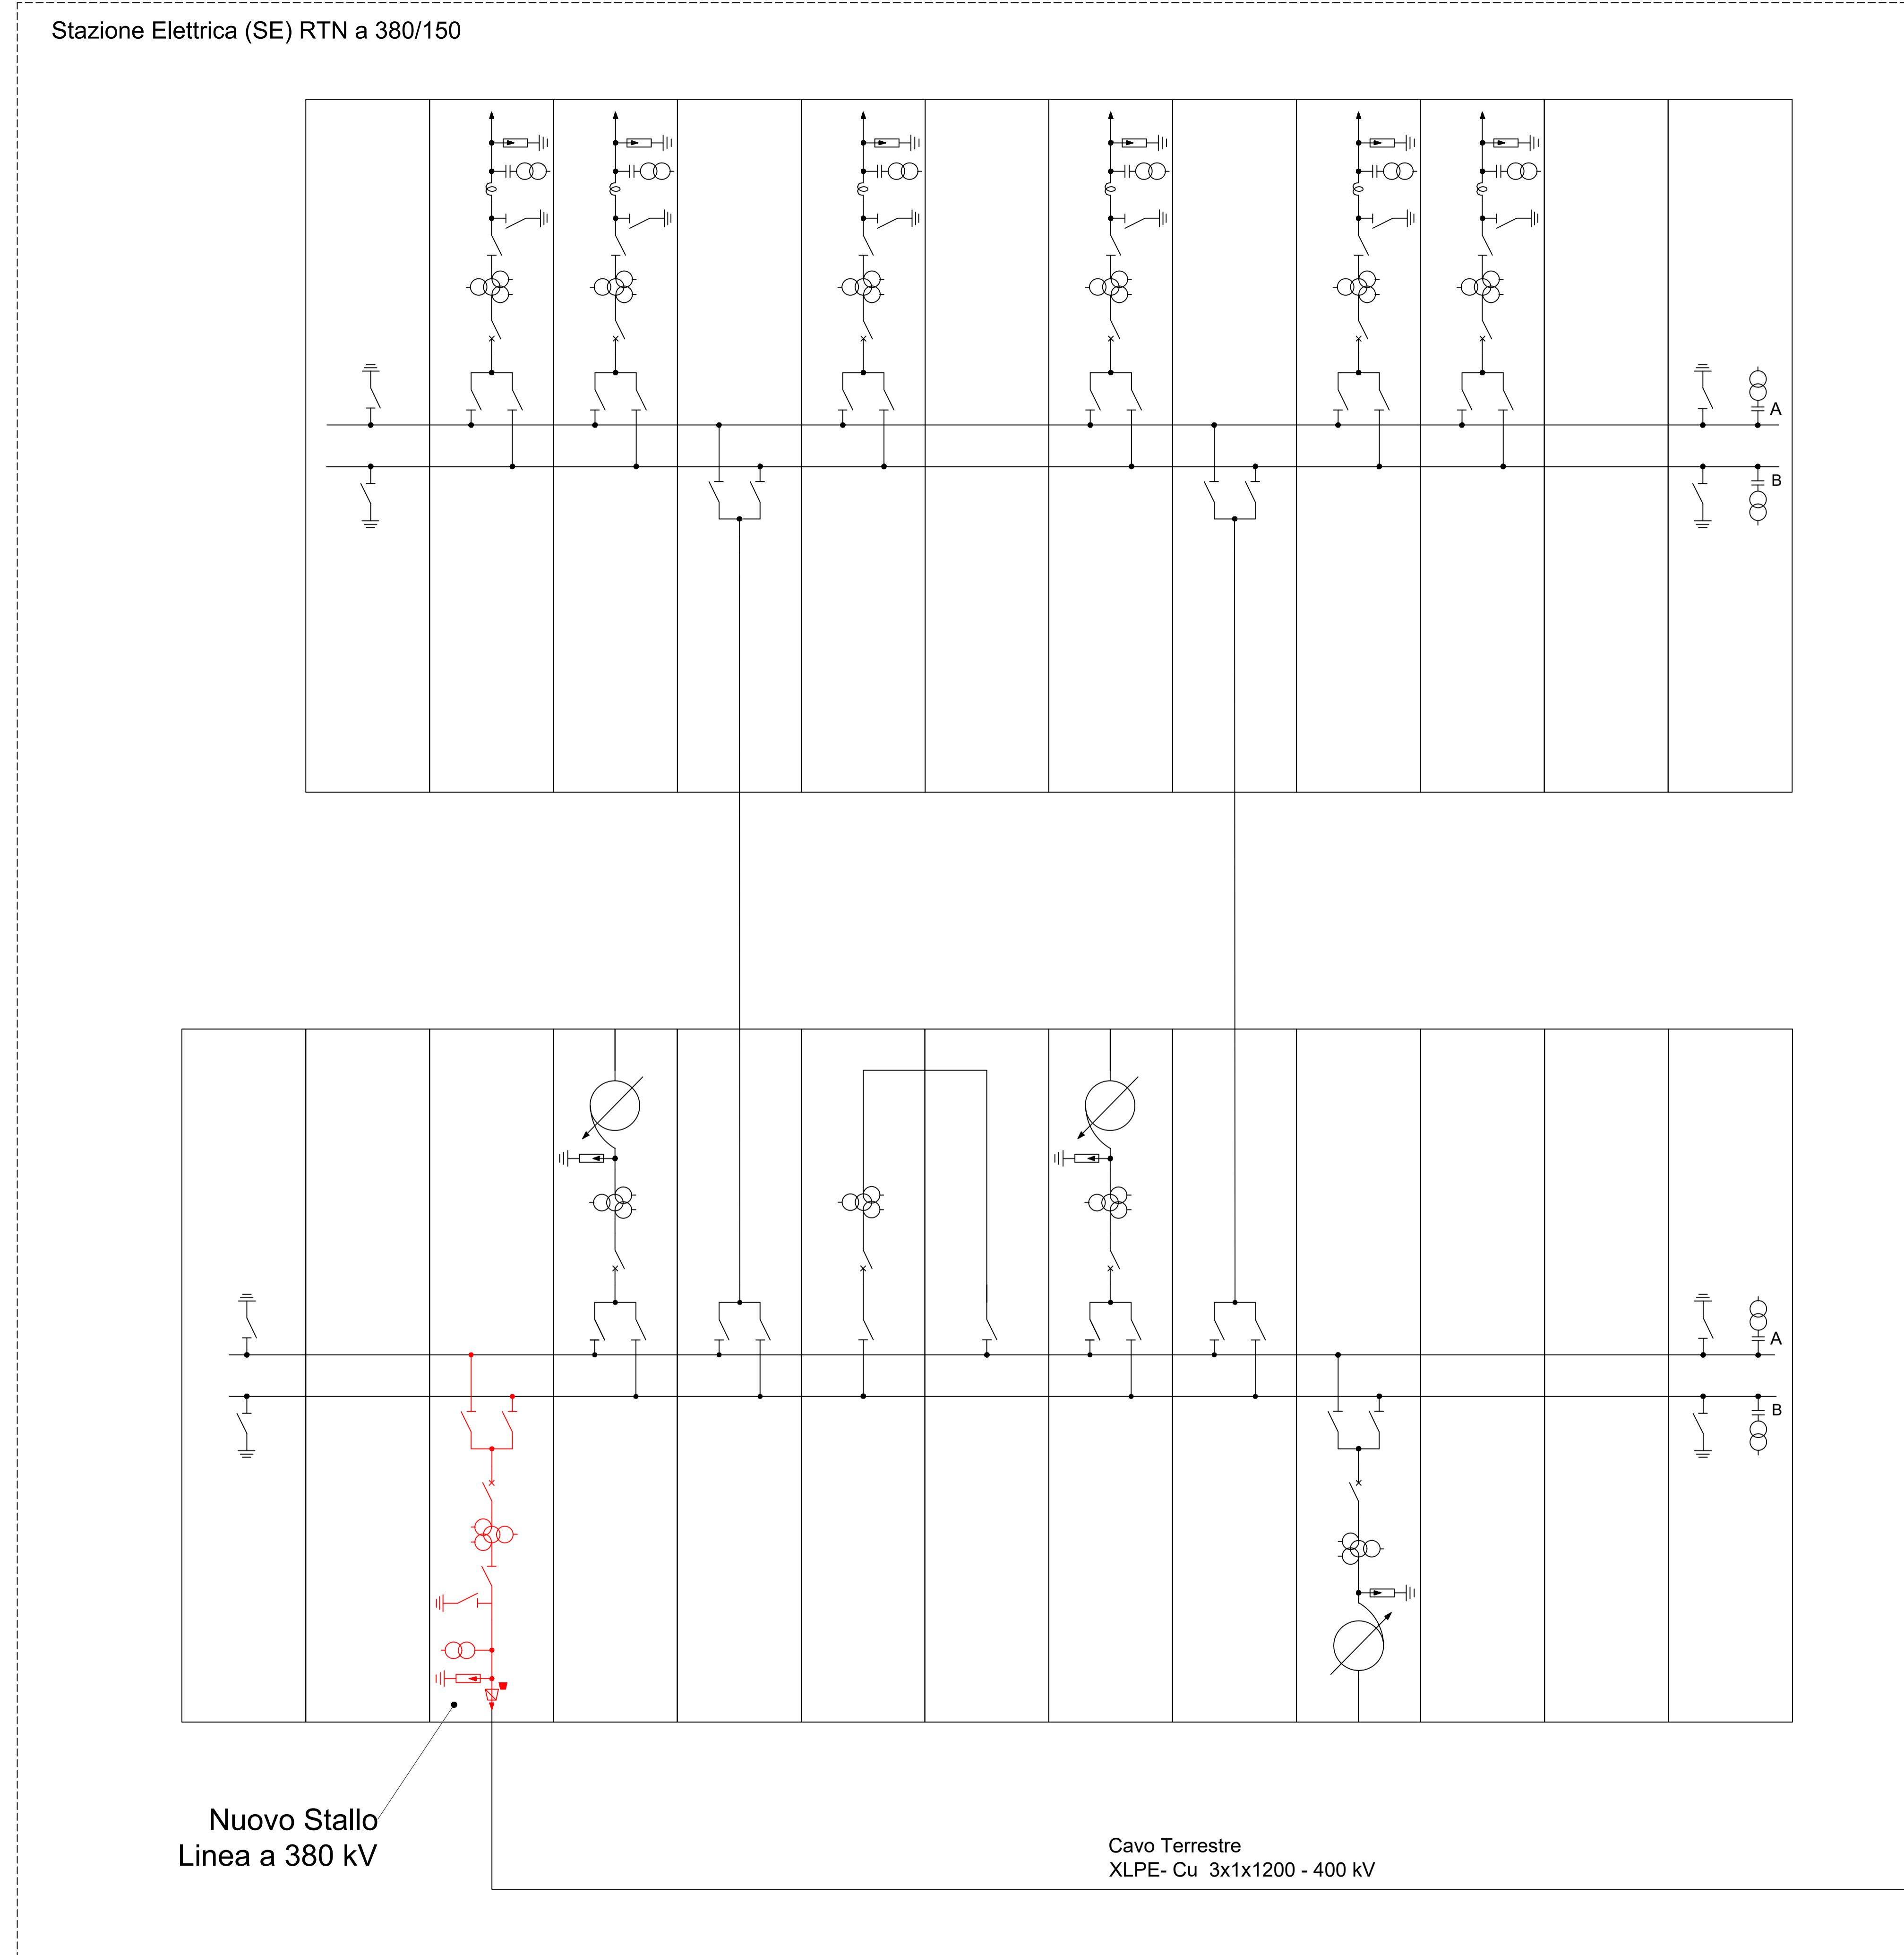 Stazione Elettrica (SE) RTN a 380/150
A
B
A
B
Nuovo Stallo
Linea a 380 kV
Cavo Terrestre
XLPE- Cu 3x1x1200 - 400 kV